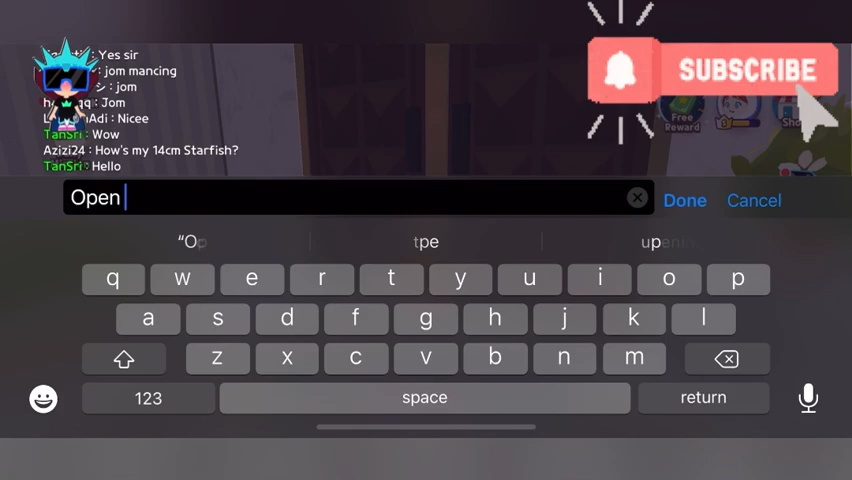 : Yes sir
: jom mancing
シ : jom
: Jom
Adi : Nicee
TanSri : Wow
Azizi24 : How's my 14cm Starfish?
TanSri : Hello
SUBSCRIBE
Free
Reward
Open
Done
Cancel
tpe
q w e r t y u i o p
a s d f g h j k l
z x c v b n m
123
space
return